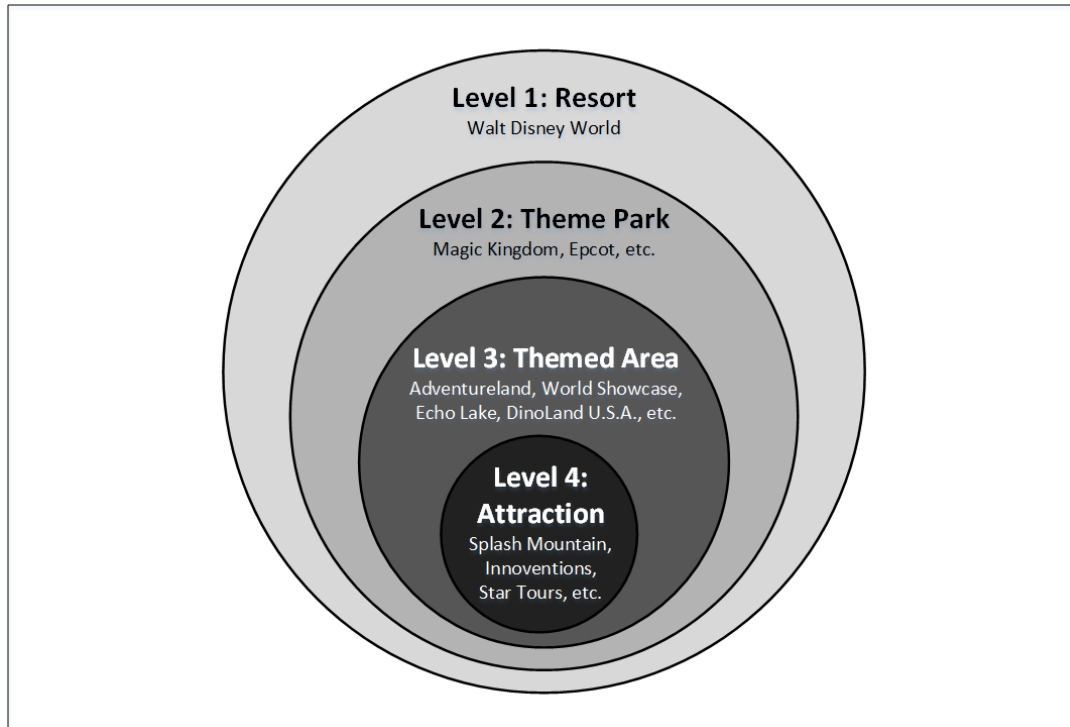 Level 1: Resort
Walt Disney World
Level 2: Theme Park
Magic Kingdom, Epcot, etc.
Level 3: Themed Area
Adventureland, World Showcase,
Echo Lake, DinoLand U.S.A., etc.
Level 4:
Attraction
Splash Mountain,
Innoventions,
Star Tours, etc.